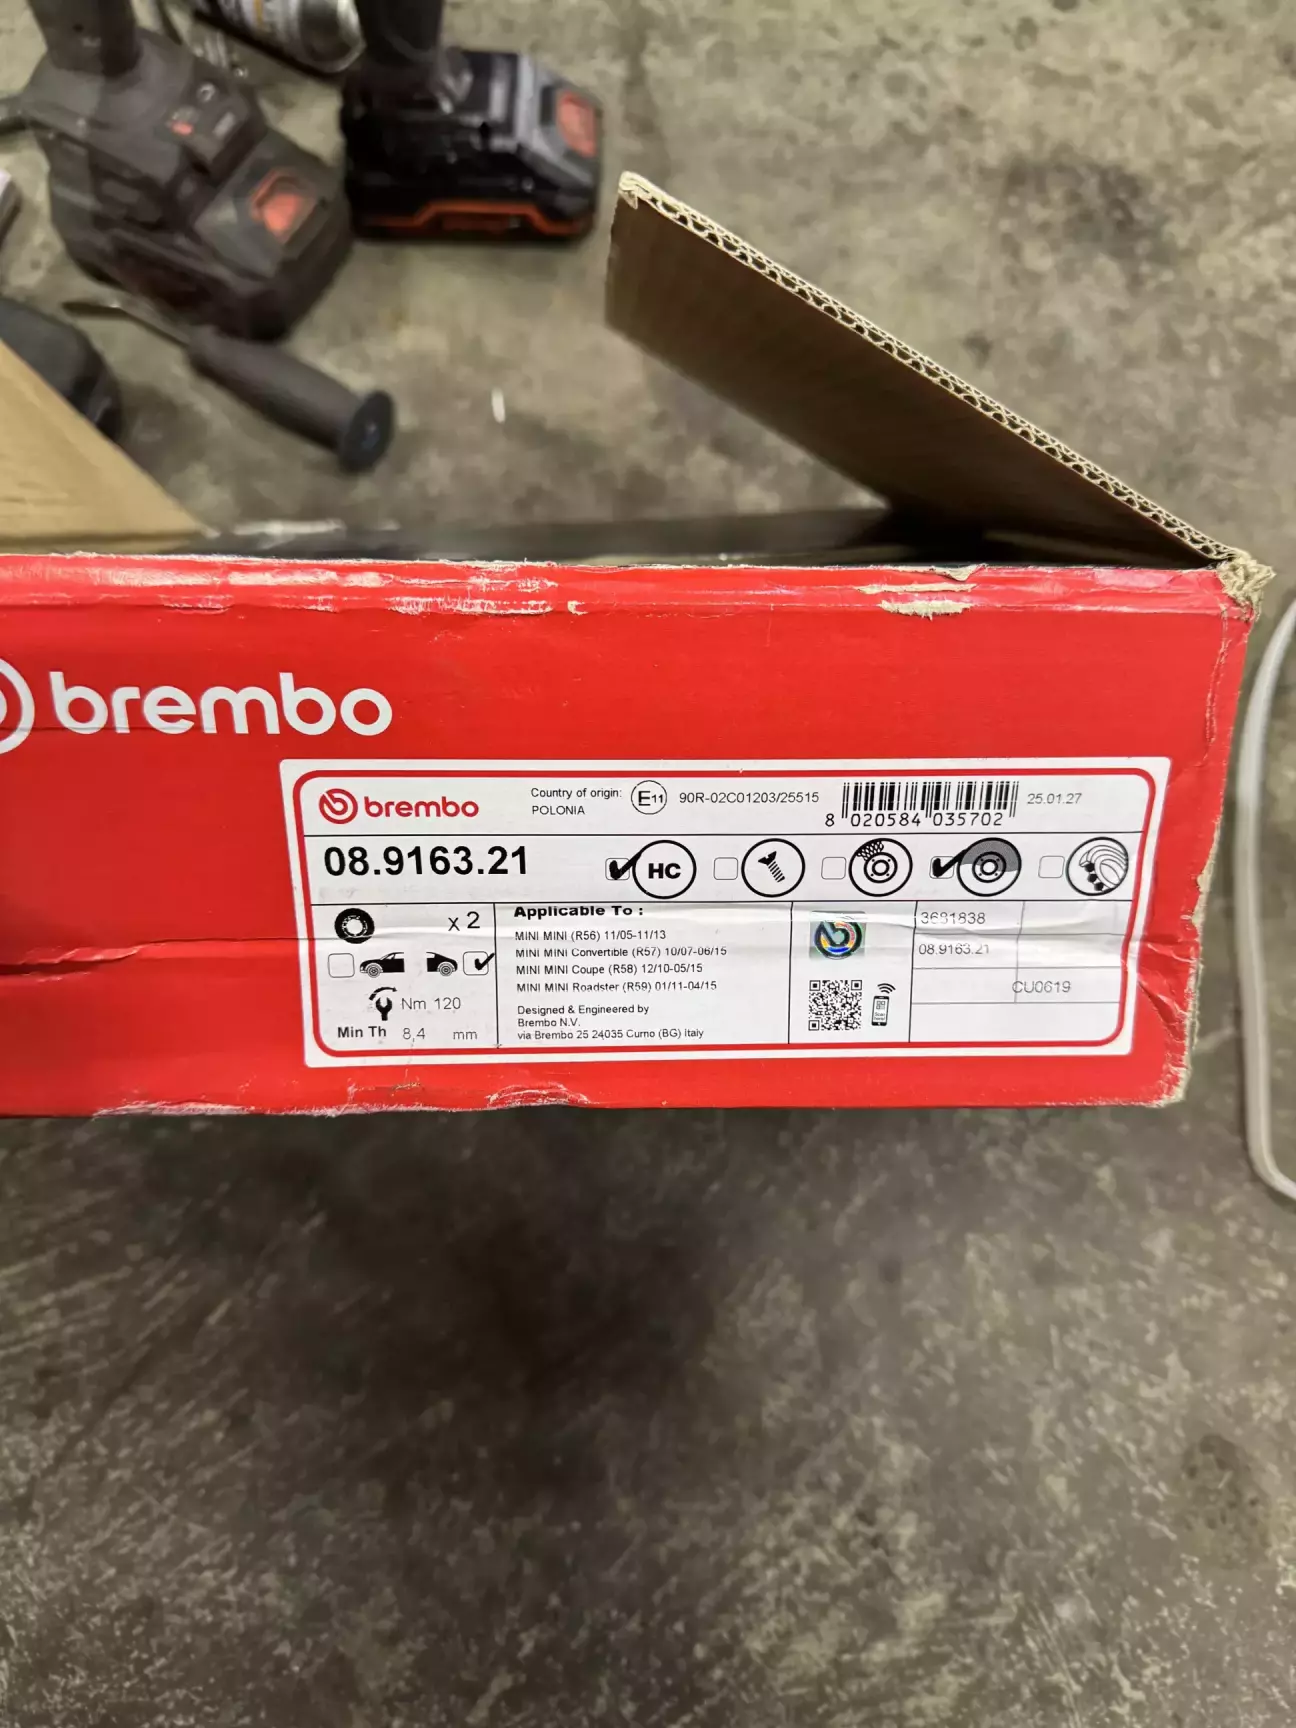 brembo
brembo
Country of origin:
POLONIA
E11
90R-02C01203/25515
8 020584 035702
25.01.27
08.9163.21
HC
x 2
Nm 120
Min Th 8,4 mm
Applicable To :
MINI MINI (R56) 11/05-11/13
MINI MINI Convertible (R57) 10/07-06/15
MINI MINI Coupe (R58) 12/10-05/15
MINI MINI Roadster (R59) 01/11-04/15
Designed & Engineered by
Brembo N.V.
via Brembo 25 24035 Curno (BG) Italy
3681838
08.9163.21
CU0619